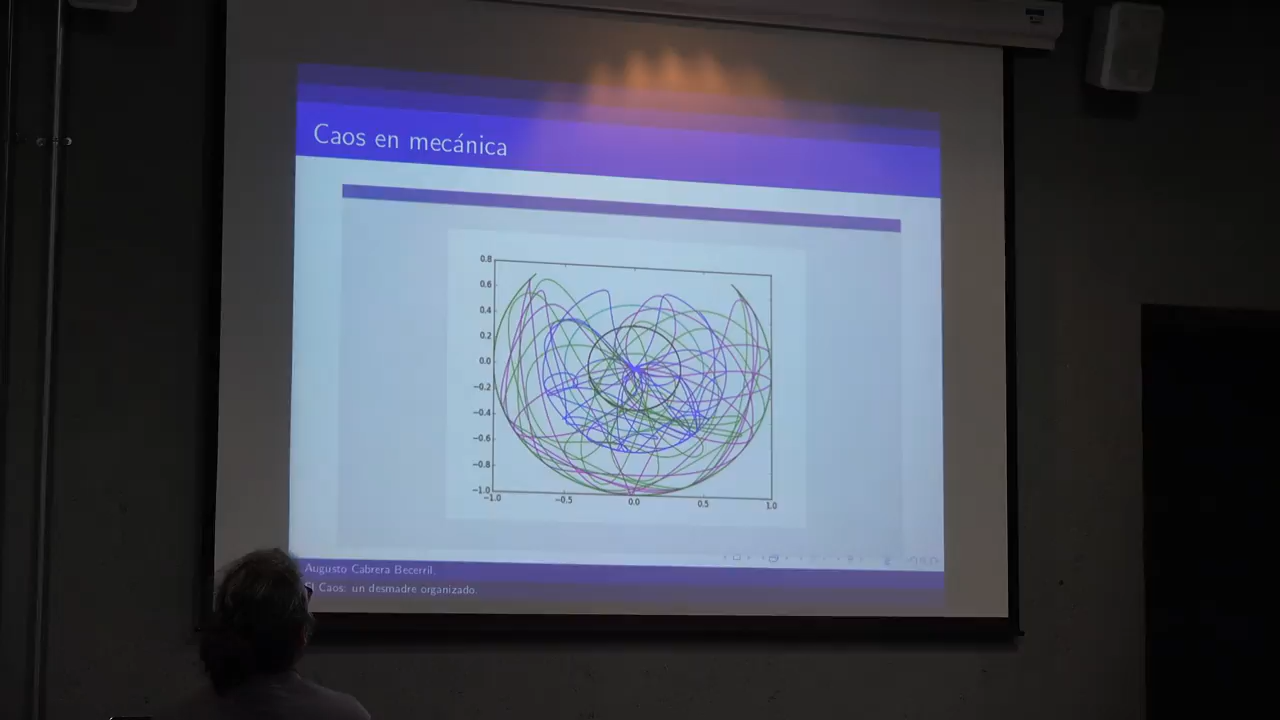 Caos en mecánica
0.8
0.6
0.4
0.2
0.0
−0.2
−0.4
−0.6
−0.8
−1.0
−1.0 −0.5 0.0 0.5 1.0
Augusto Cabrera Becerril.
El Caos: un desmadre organizado.